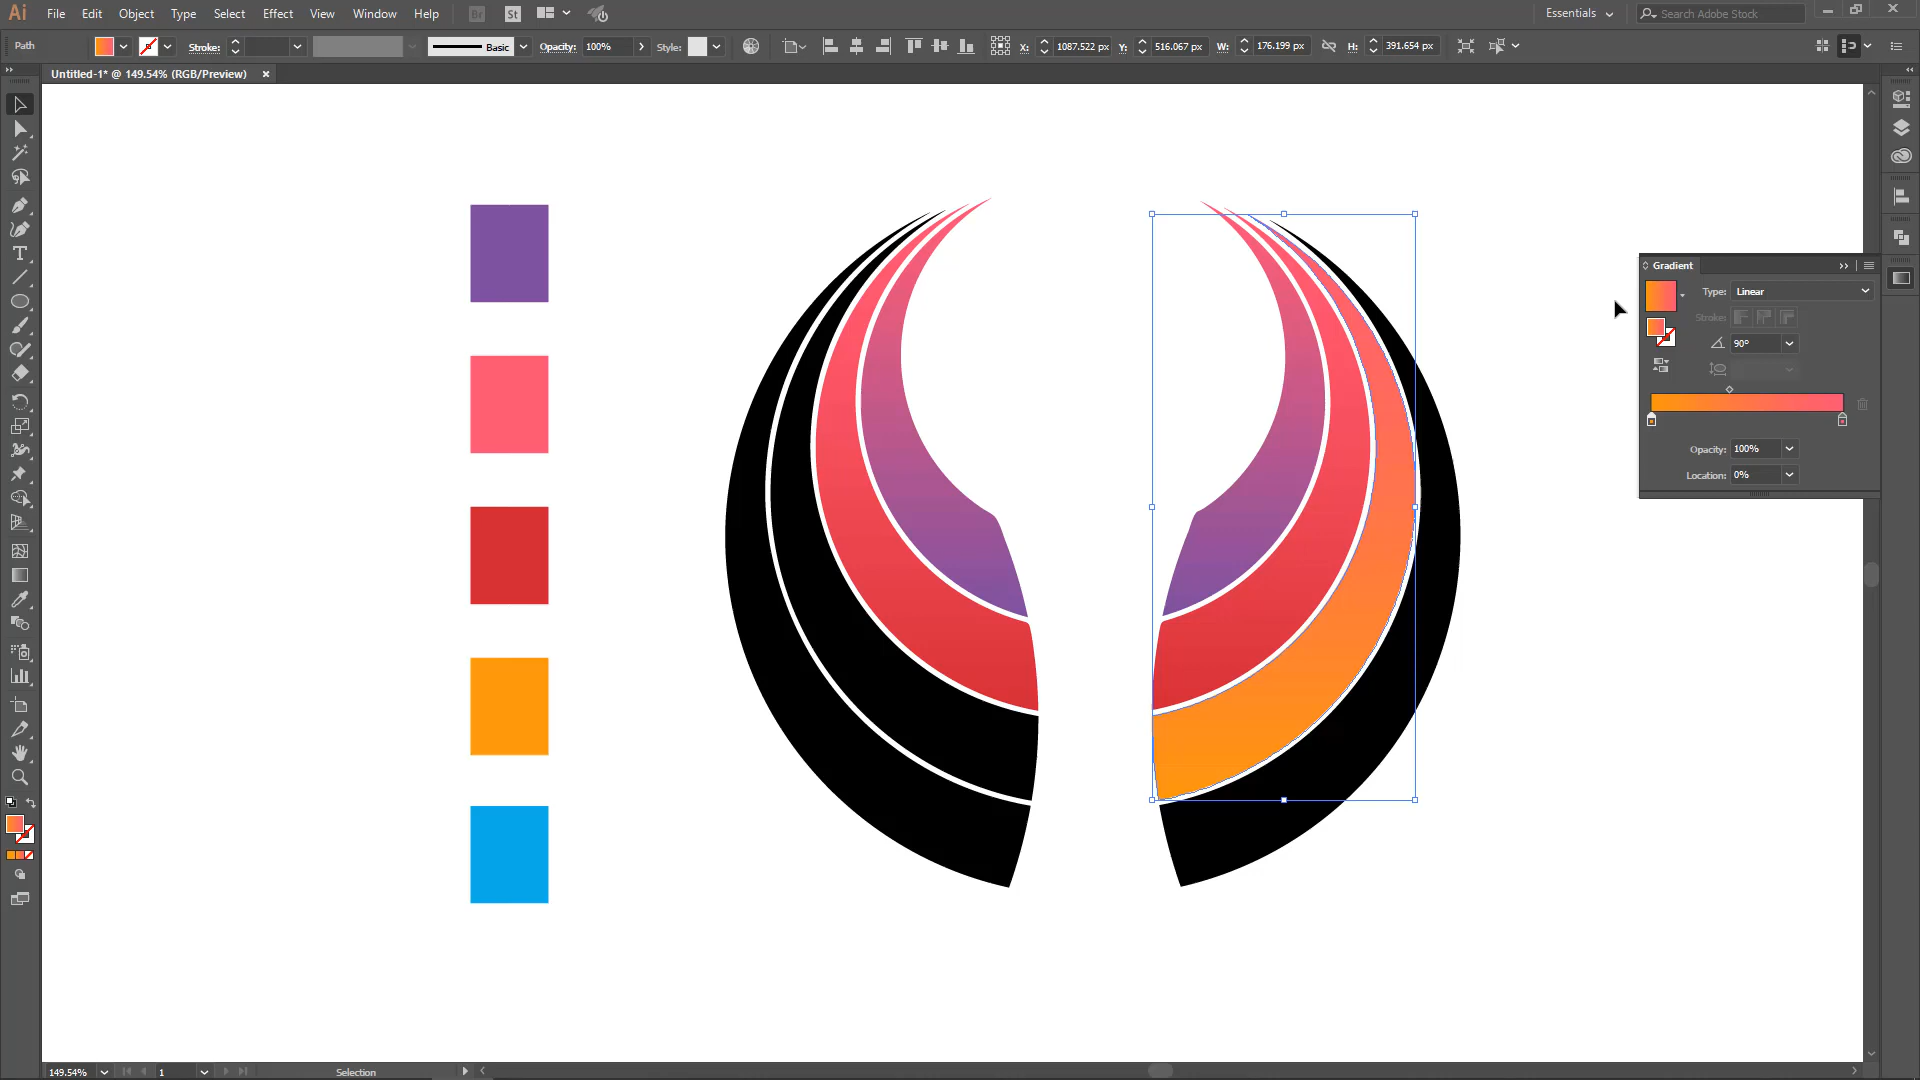 Ai File Edit Object Type Select Effect View Window Help Br St Essentials Search Adobe Stock
Path Stroke: Basic Opacity: 100% Style: X: 1087.522 px Y: 516.067 px W: 176.199 px H: 391.654 px
Untitled-1* @ 149.54% (RGB/Preview) ×
Gradient
Type: Linear
Stroke:
90°
Opacity: 100%
Location: 0%
T
149.54% 1 Selection